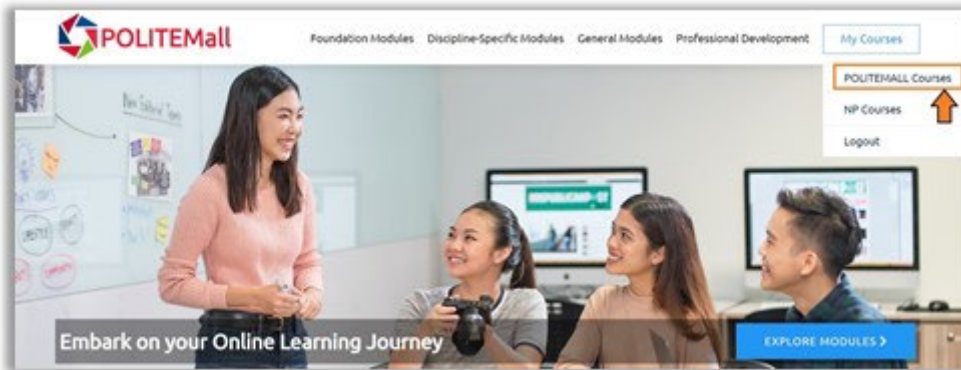 POLITEMall
Foundation Modules Discipline-Specific Modules General Modules Professional Development My Courses
POLITEMALL Courses
NP Courses
Logout
Embark on your Online Learning Journey
EXPLORE MODULES >